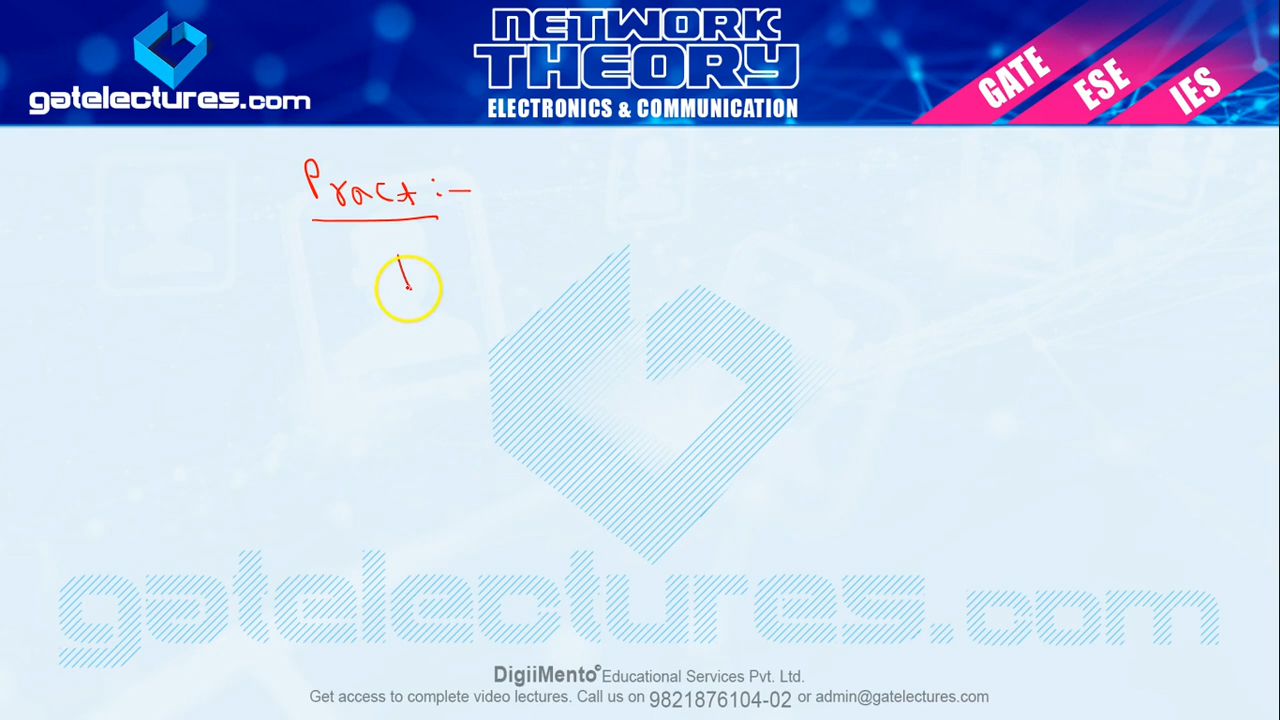 gatelectures.com
NETWORK
THEORY
ELECTRONICS & COMMUNICATION
GATE
ESE
IES
Pract :-
gatelectures.com
DigiiMento© Educational Services Pvt. Ltd.
Get access to complete video lectures. Call us on 9821876104-02 or admin@gatelectures.com